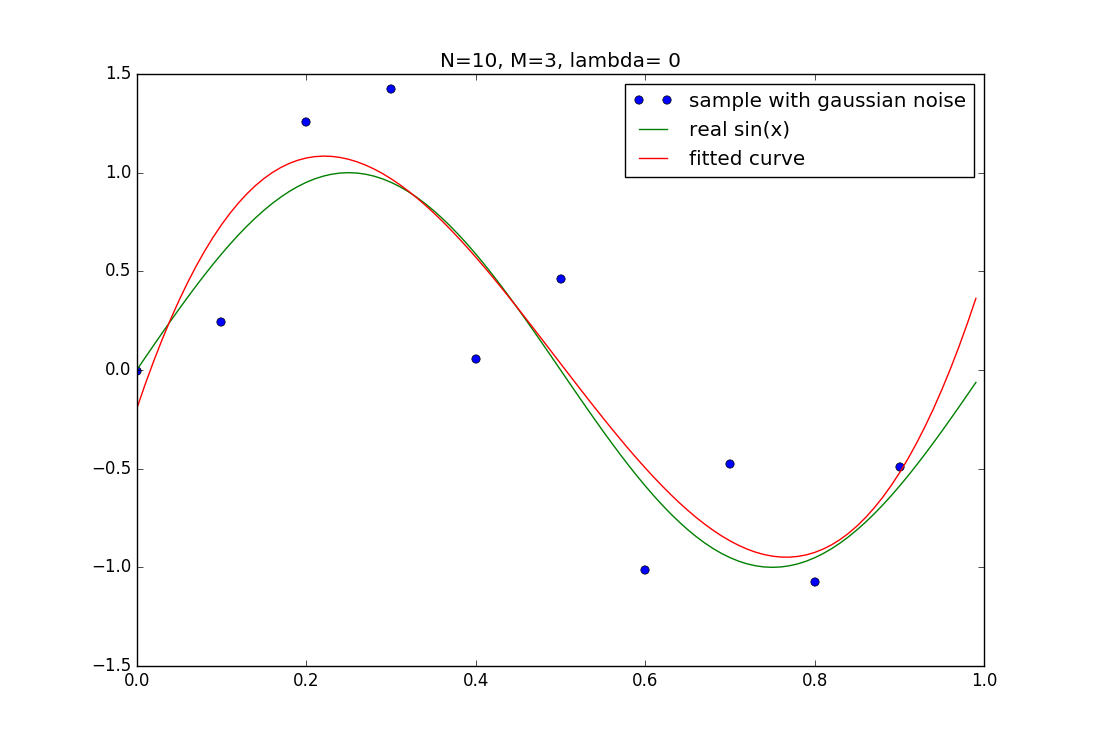 N=10, M=3, lambda= 0
1.5
sample with gaussian noise
real sin(x)
fitted curve
1.0
0.5
0.0
−0.5
−1.0
−1.5
0.0 0.2 0.4 0.6 0.8 1.0